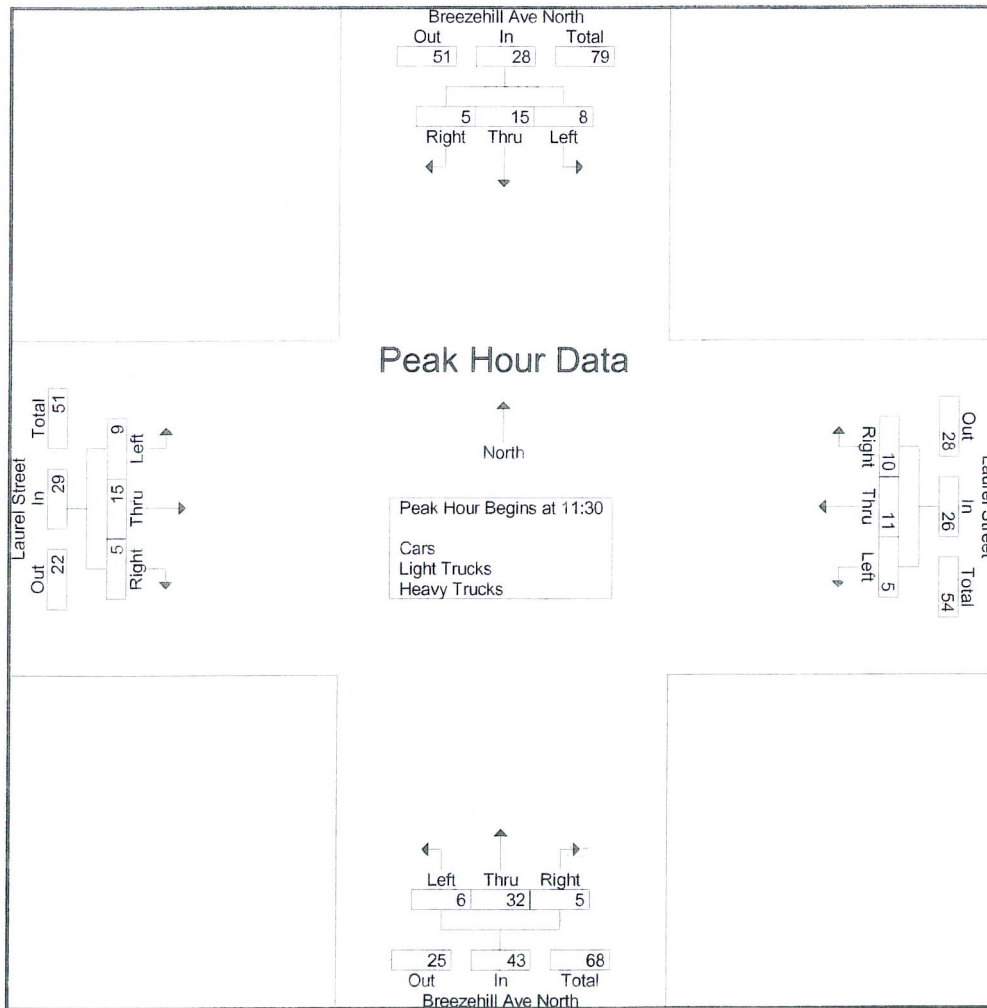 Breezehill Ave North
Out In Total
51 28 79
5 15 8
Right Thru Left
Peak Hour Data
North
Peak Hour Begins at 11:30
Cars
Light Trucks
Heavy Trucks
Laurel Street
Out In Total
22 29 51
9 15 5
Left Thru Right
Laurel Street
Out In Total
28 26 54
10 11 5
Right Thru Left
Left Thru Right
6 32 5
25 43 68
Out In Total
Breezehill Ave North